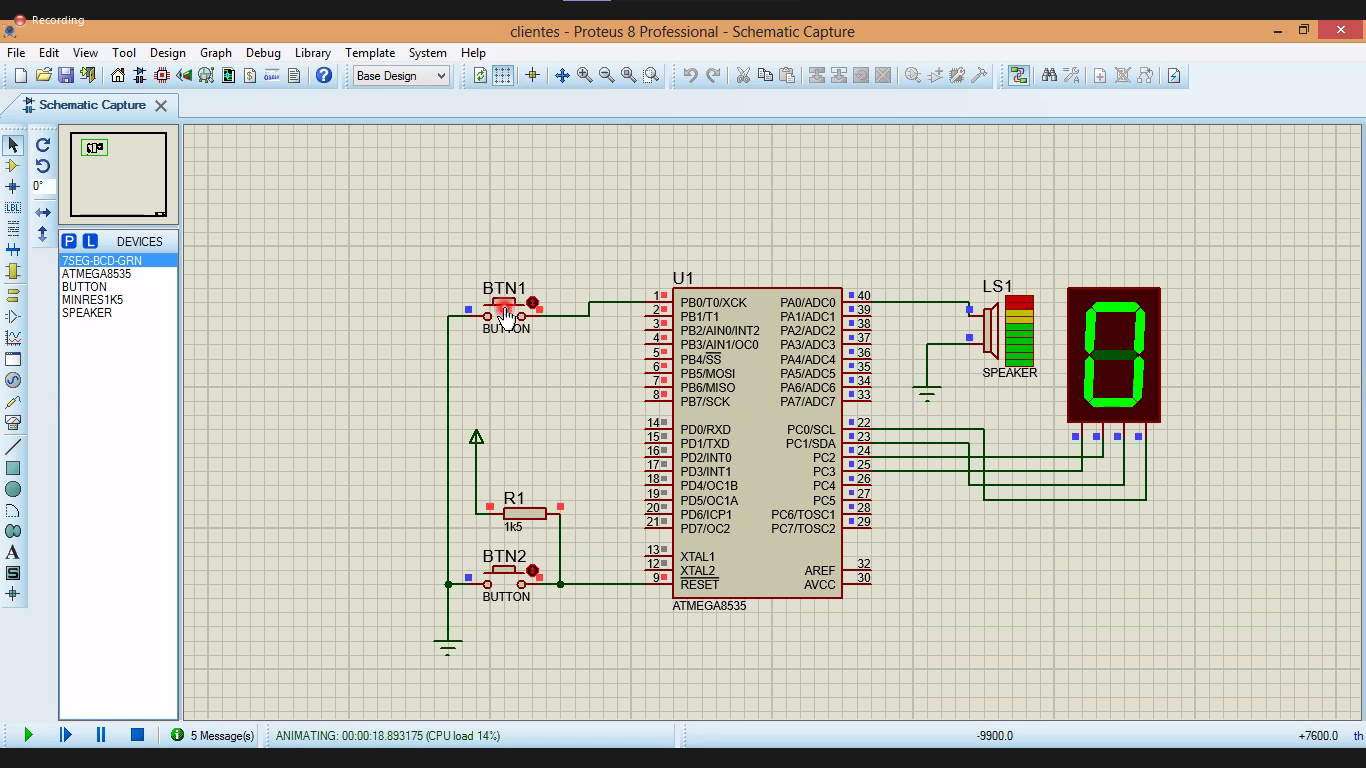 Recording
clientes - Proteus 8 Professional - Schematic Capture
File Edit View Tool Design Graph Debug Library Template System Help
Base Design
Schematic Capture
0°
LBL
P L DEVICES
7SEG-BCD-GRN
ATMEGA8535
BUTTON
MINRES1K5
SPEAKER
A
S
BTN1
BUTTON
R1
1k5
BTN2
BUTTON
U1
1 PB0/T0/XCK PA0/ADC0 40
2 PB1/T1 PA1/ADC1 39
3 PB2/AIN0/INT2 PA2/ADC2 38
4 PB3/AIN1/OC0 PA3/ADC3 37
5 PB4/SS PA4/ADC4 36
6 PB5/MOSI PA5/ADC5 35
7 PB6/MISO PA6/ADC6 34
8 PB7/SCK PA7/ADC7 33
14 PD0/RXD PC0/SCL 22
15 PD1/TXD PC1/SDA 23
16 PD2/INT0 PC2 24
17 PD3/INT1 PC3 25
18 PD4/OC1B PC4 26
19 PD5/OC1A PC5 27
20 PD6/ICP1 PC6/TOSC1 28
21 PD7/OC2 PC7/TOSC2 29
13 XTAL1
12 XTAL2 AREF 32
9 RESET AVCC 30
ATMEGA8535
LS1
SPEAKER
0
5 Message(s) ANIMATING: 00:00:18.893175 (CPU load 14%) -9900.0 +7600.0 th